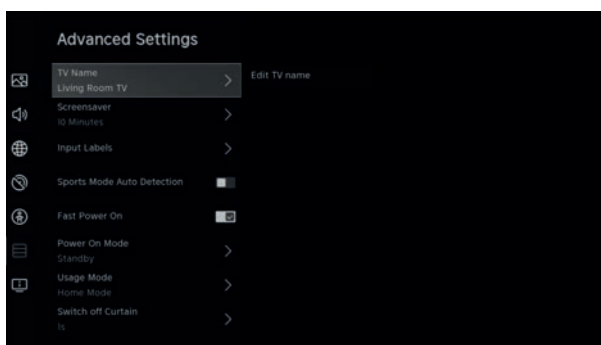 Advanced Settings
TV Name
Living Room TV
Edit TV name
Screensaver
10 Minutes
Input Labels
Sports Mode Auto Detection
Fast Power On
Power On Mode
Standby
Usage Mode
Home Mode
Switch off Curtain
1s